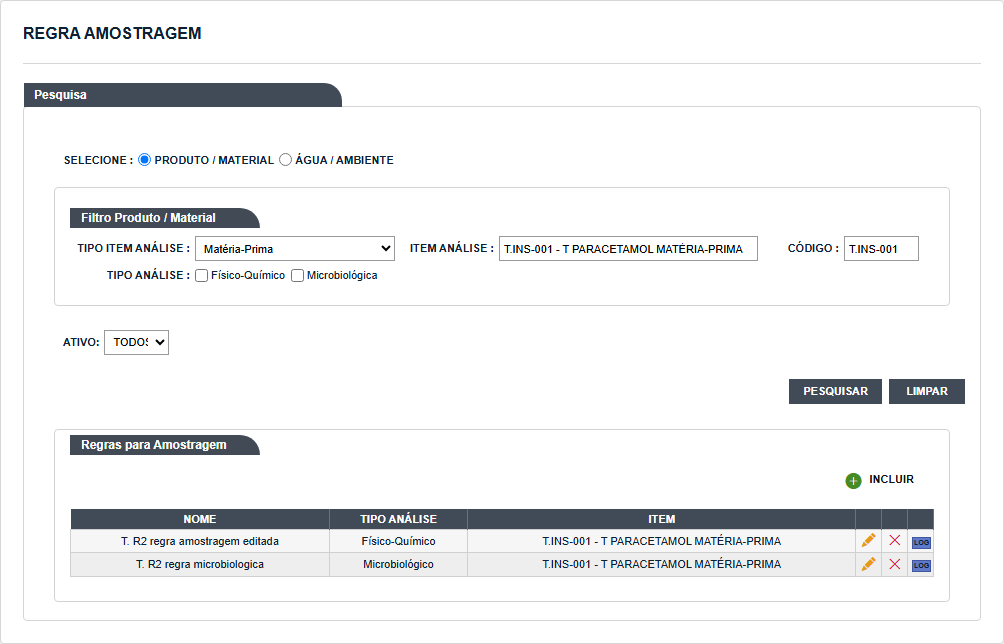 REGRA AMOSTRAGEM
Pesquisa
SELECIONE : PRODUTO / MATERIAL ÁGUA / AMBIENTE
Filtro Produto / Material
TIPO ITEM ANÁLISE : Matéria-Prima ITEM ANÁLISE : T.INS-001 - T PARACETAMOL MATÉRIA-PRIMA CÓDIGO : T.INS-001
TIPO ANÁLISE : Físico-Químico Microbiológica
ATIVO: TODOS
PESQUISAR LIMPAR
Regras para Amostragem
INCLUIR
NOME TIPO ANÁLISE ITEM
T. R2 regra amostragem editada Físico-Químico T.INS-001 - T PARACETAMOL MATÉRIA-PRIMA LOG
T. R2 regra microbiologica Microbiológico T.INS-001 - T PARACETAMOL MATÉRIA-PRIMA LOG